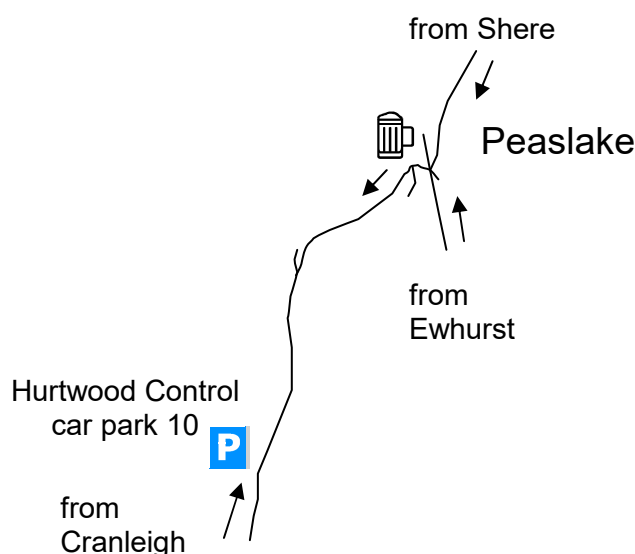 from Shere
Peaslake
from
Ewhurst
Hurtwood Control
car park 10
P
from
Cranleigh